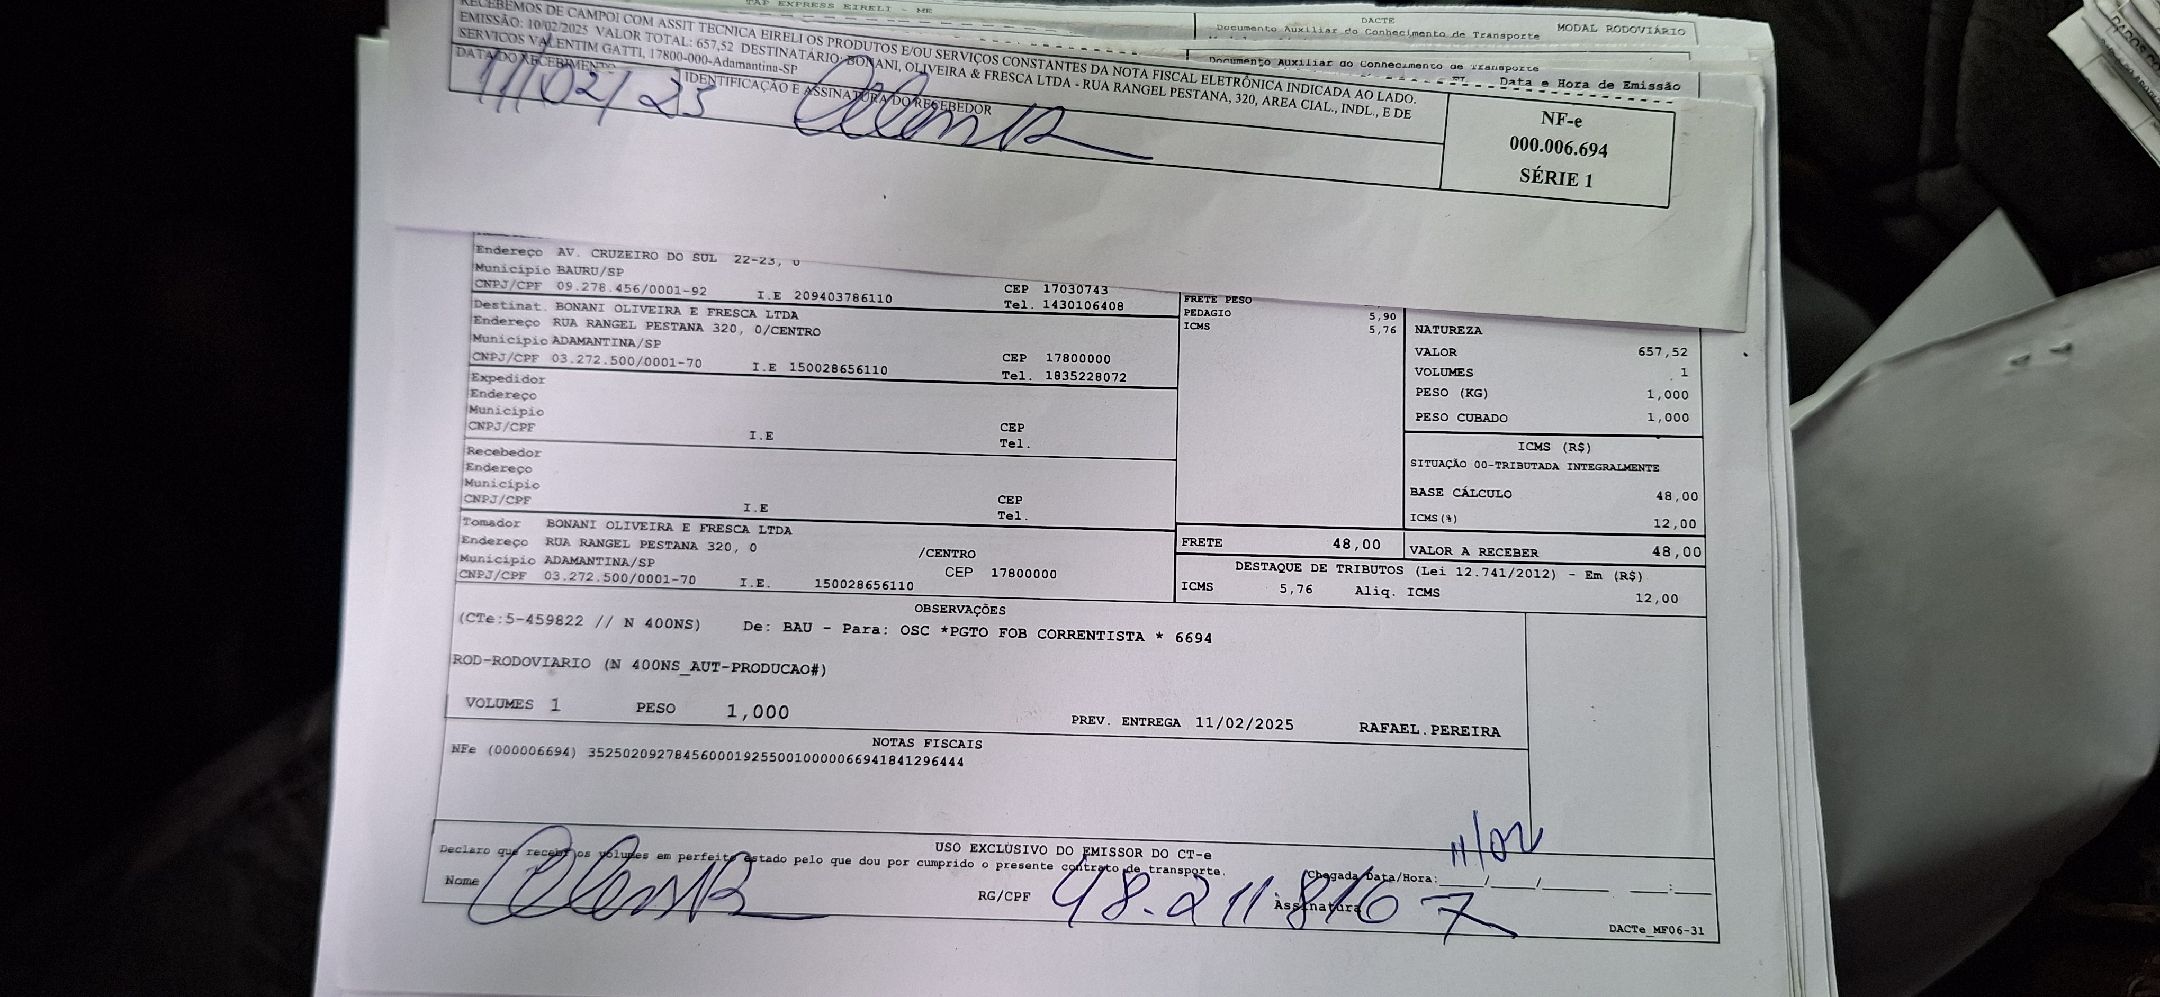 TAF EXPRESS EIRELI - ME
DACTE
Documento Auxiliar do Conhecimento de Transporte
MODAL RODOVIÁRIO
Documento Auxiliar do Conhecimento de Transporte
Data e Hora de Emissão
RECEBEMOS DE CAMPOI COM ASSIT TECNICA EIRELI OS PRODUTOS E/OU SERVIÇOS CONSTANTES DA NOTA FISCAL ELETRÔNICA INDICADA AO LADO.
EMISSÃO: 10/02/2025 VALOR TOTAL: 657,52 DESTINATÁRIO: BONANI, OLIVEIRA & FRESCA LTDA - RUA RANGEL PESTANA, 320, AREA CIAL., INDL., E DE
SERVICOS VALENTIM GATTI, 17800-000-Adamantina-SP
DATA DO RECEBIMENTO
IDENTIFICAÇÃO E ASSINATURA DO RECEBEDOR
11/02/23
NF-e
000.006.694
SÉRIE 1
Endereço AV. CRUZEIRO DO SUL 22-23, 0
Município BAURU/SP
CNPJ/CPF 09.278.456/0001-92 I.E 209403786110
CEP 17030743
Tel. 1430106408
Destinat. BONANI OLIVEIRA E FRESCA LTDA
Endereço RUA RANGEL PESTANA 320, 0/CENTRO
Município ADAMANTINA/SP
CNPJ/CPF 03.272.500/0001-70 I.E 150028656110
CEP 17800000
Tel. 1835228072
Expedidor
Endereço
Município
CNPJ/CPF I.E
CEP
Tel.
Recebedor
Endereço
Município
CNPJ/CPF I.E
CEP
Tel.
Tomador BONANI OLIVEIRA E FRESCA LTDA
Endereço RUA RANGEL PESTANA 320, 0 /CENTRO
Município ADAMANTINA/SP CEP 17800000
CNPJ/CPF 03.272.500/0001-70 I.E. 150028656110
FRETE PESO
PEDAGIO 5,90
ICMS 5,76
NATUREZA
VALOR 657,52
VOLUMES 1
PESO (KG) 1,000
PESO CUBADO 1,000
ICMS (R$)
SITUAÇÃO 00-TRIBUTADA INTEGRALMENTE
BASE CÁLCULO 48,00
ICMS(%) 12,00
FRETE 48,00
VALOR A RECEBER 48,00
DESTAQUE DE TRIBUTOS (Lei 12.741/2012) - Em (R$)
ICMS 5,76 Aliq. ICMS 12,00
OBSERVAÇÕES
(CTe:5-459822 // N 400NS) De: BAU - Para: OSC *PGTO FOB CORRENTISTA * 6694
ROD-RODOVIARIO (N 400NS_AUT-PRODUCAO#)
VOLUMES 1 PESO 1,000 PREV. ENTREGA 11/02/2025 RAFAEL.PEREIRA
NOTAS FISCAIS
NFe (000006694) 35250209278456000192550010000066941841296444
USO EXCLUSIVO DO EMISSOR DO CT-e
Declaro que recebi os volumes em perfeito estado pelo que dou por cumprido o presente contrato de transporte.
11/02
Chegada Data/Hora:___/___/______ ___:___
Nome
RG/CPF 48.211.816 7
Assinatura
DACTe_MF06-31